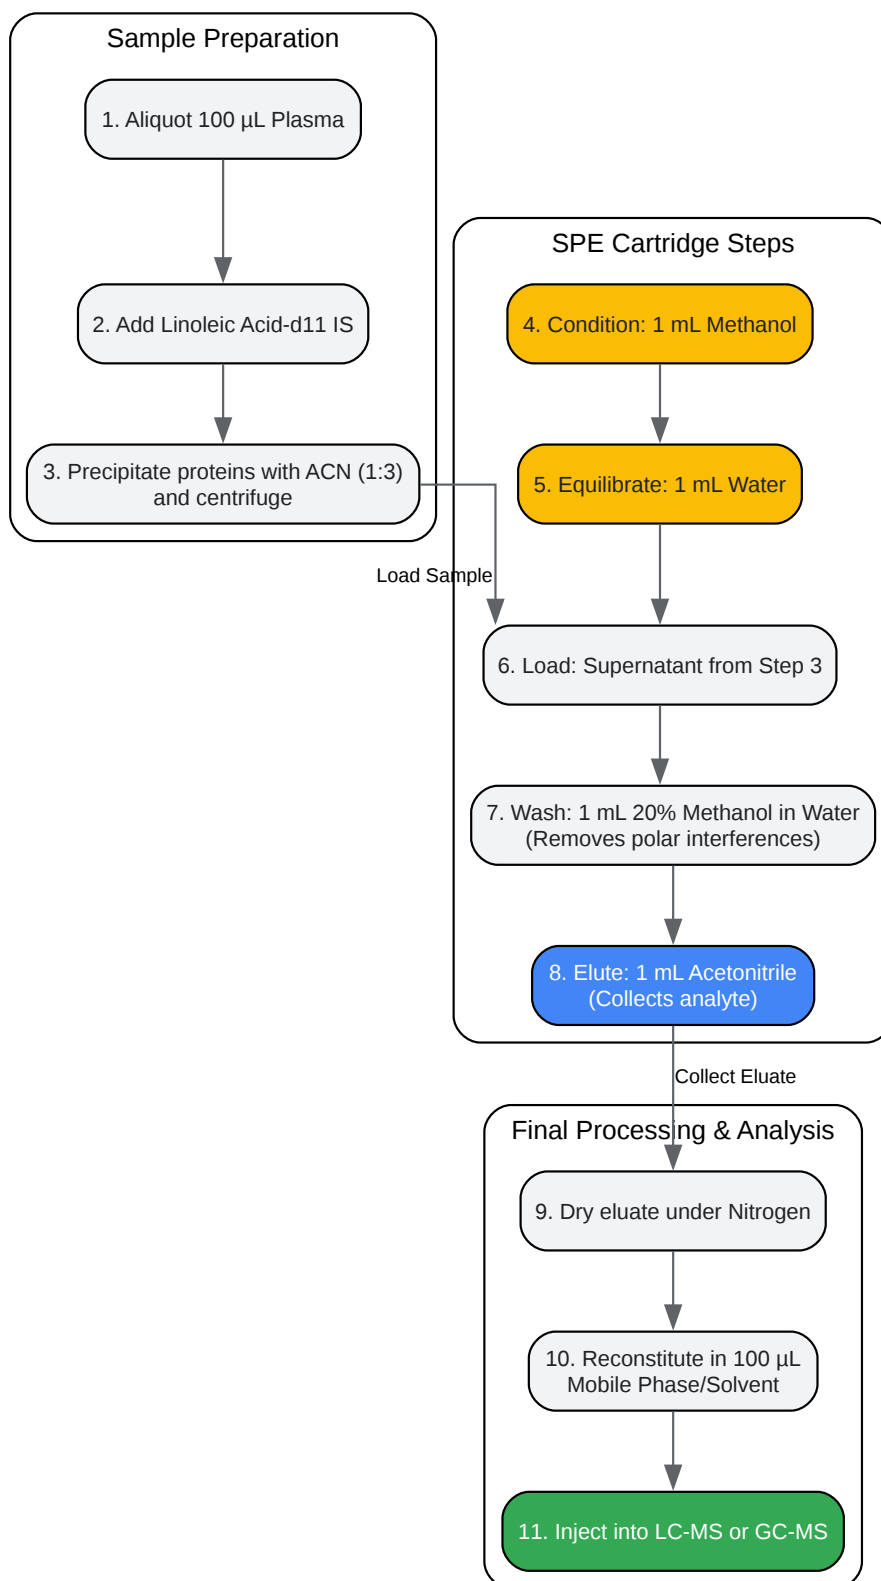 Sample Preparation
1. Aliquot 100 µL Plasma
2. Add Linoleic Acid-d11 IS
3. Precipitate proteins with ACN (1:3)
and centrifuge
Load Sample
SPE Cartridge Steps
4. Condition: 1 mL Methanol
5. Equilibrate: 1 mL Water
6. Load: Supernatant from Step 3
7. Wash: 1 mL 20% Methanol in Water
(Removes polar interferences)
8. Elute: 1 mL Acetonitrile
(Collects analyte)
Collect Eluate
Final Processing & Analysis
9. Dry eluate under Nitrogen
10. Reconstitute in 100 µL
Mobile Phase/Solvent
11. Inject into LC-MS or GC-MS